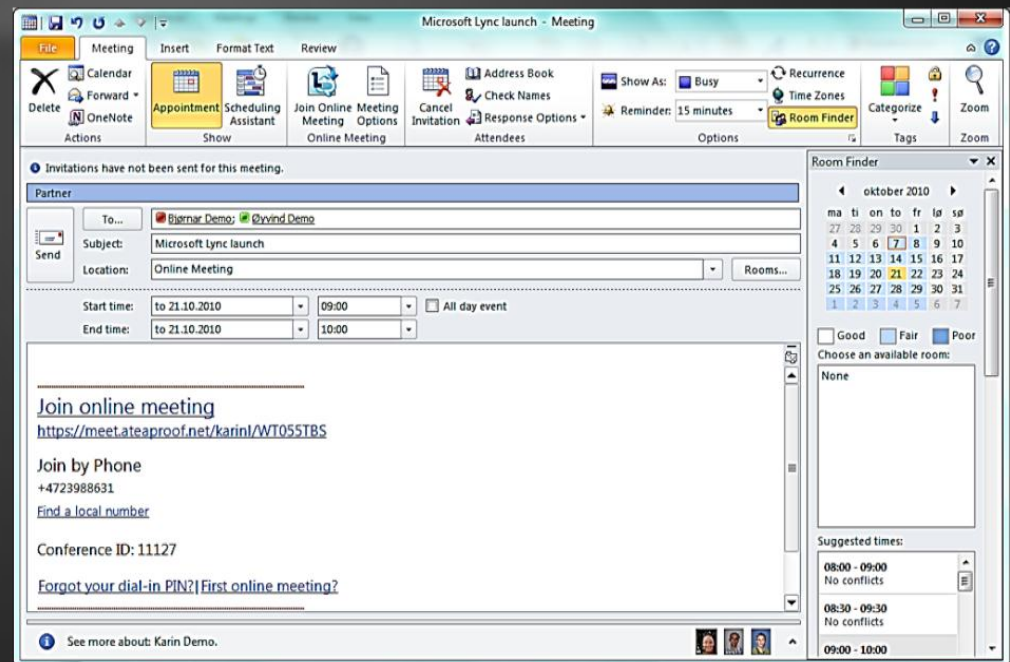 Microsoft Lync launch - Meeting
File Meeting Insert Format Text Review
Delete
Calendar
Forward
OneNote
Actions
Appointment Scheduling Assistant
Show
Join Online Meeting Meeting Options
Online Meeting
Cancel Invitation
Address Book
Check Names
Response Options
Attendees
Show As: Busy
Reminder: 15 minutes
Recurrence
Time Zones
Room Finder
Options
Categorize
Tags
Zoom
Zoom
Invitations have not been sent for this meeting.
Partner
Send
To... Bjørnar Demo; Øyvind Demo
Subject: Microsoft Lync launch
Location: Online Meeting Rooms...
Start time: to 21.10.2010 09:00 All day event
End time: to 21.10.2010 10:00
Join online meeting
https://meet.ateaproof.net/karinl/WT055TBS
Join by Phone
+4723988631
Find a local number
Conference ID: 11127
Forgot your dial-in PIN?|First online meeting?
See more about: Karin Demo.
Room Finder
oktober 2010
ma ti on to fr lø sø
27 28 29 30 1 2 3
4 5 6 7 8 9 10
11 12 13 14 15 16 17
18 19 20 21 22 23 24
25 26 27 28 29 30 31
1 2 3 4 5 6 7
Good Fair Poor
Choose an available room:
None
Suggested times:
08:00 - 09:00
No conflicts
08:30 - 09:30
No conflicts
09:00 - 10:00